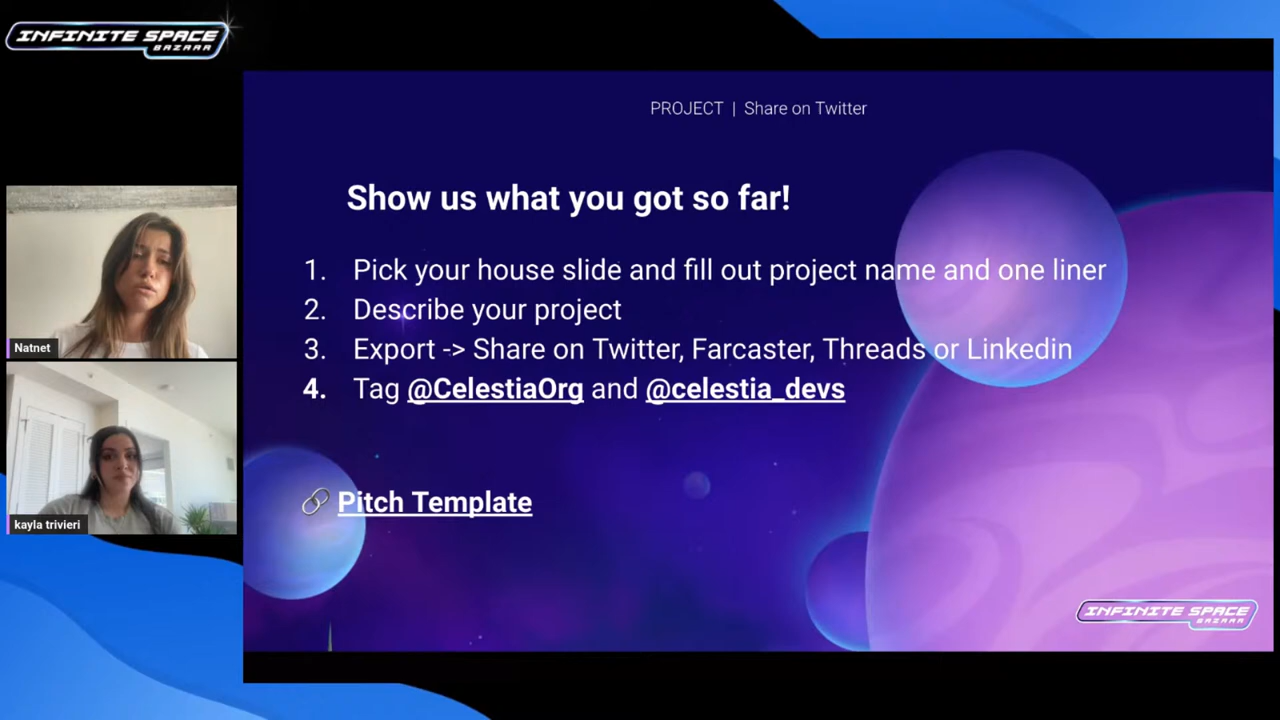 INFINITE SPACE
BAZAAR
PROJECT | Share on Twitter
Show us what you got so far!
1. Pick your house slide and fill out project name and one liner
2. Describe your project
3. Export -> Share on Twitter, Farcaster, Threads or Linkedin
4. Tag @CelestiaOrg and @celestia_devs
Pitch Template
Natnet
kayla trivieri
INFINITE SPACE
BAZAAR